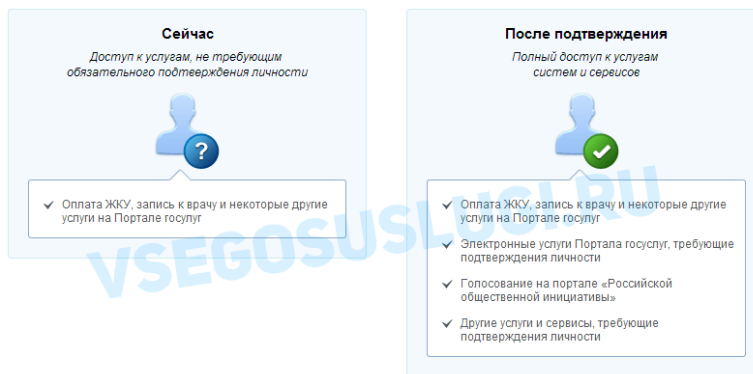 Сейчас
Доступ к услугам, не требующим
обязательного подтверждения личности
?
Оплата ЖКУ, запись к врачу и некоторые другие
услуги на Портале госулуг
После подтверждения
Полный доступ к услугам
систем и сервисов
Оплата ЖКУ, запись к врачу и некоторые другие
услуги на Портале госулуг
Электронные услуги Портала госуслуг, требующие
подтверждения личности
Голосование на портале «Российской
общественной инициативы»
Другие услуги и сервисы, требующие
подтверждения личности
VSEGOSUSLUGI.RU